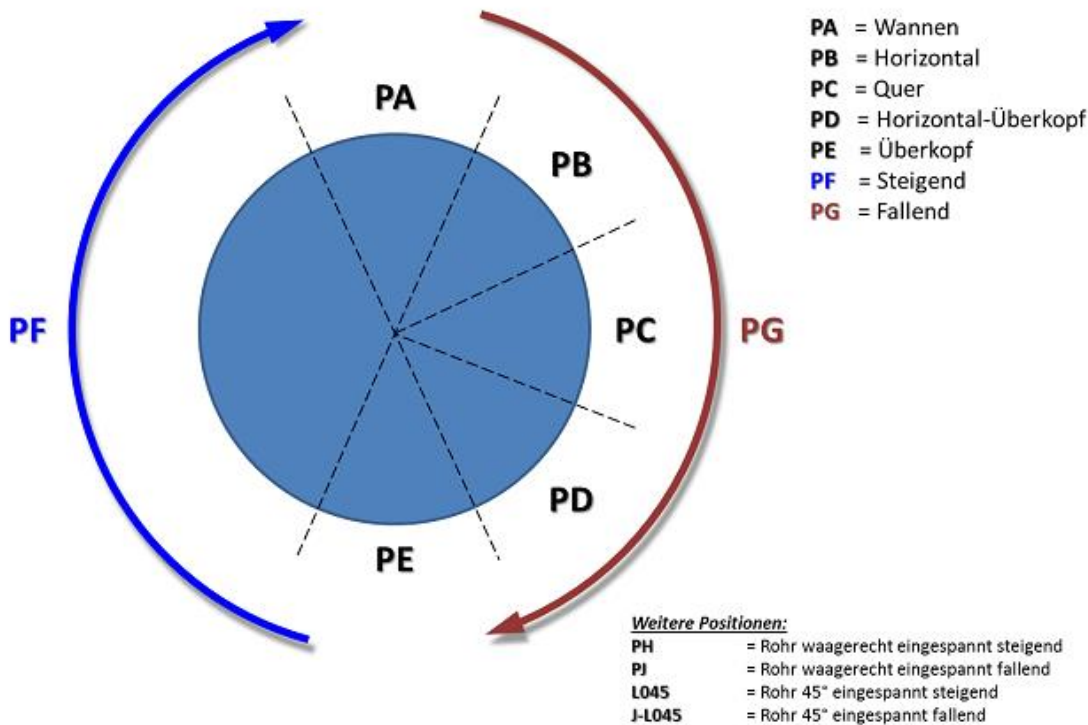 PA = Wannen
PB = Horizontal
PC = Quer
PD = Horizontal-Überkopf
PE = Überkopf
PF = Steigend
PG = Fallend
PA
PB
PF
PC
PG
PD
PE
Weitere Positionen:
PH = Rohr waagerecht eingespannt steigend
PJ = Rohr waagerecht eingespannt fallend
L045 = Rohr 45° eingespannt steigend
J-L045 = Rohr 45° eingespannt fallend